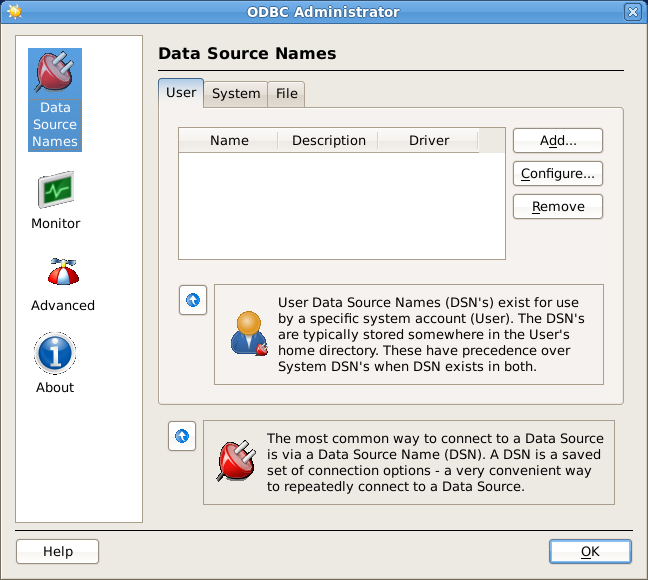 ODBC Administrator
Data
Source
Names
Monitor
Advanced
About
Data Source Names
User
System
File
Name
Description
Driver
Add...
Configure...
Remove
User Data Source Names (DSN's) exist for use
by a specific system account (User). The DSN's
are typically stored somewhere in the User's
home directory. These have precedence over
System DSN's when DSN exists in both.
The most common way to connect to a Data Source
is via a Data Source Name (DSN). A DSN is a saved
set of connection options - a very convenient way
to repeatedly connect to a Data Source.
Help
OK